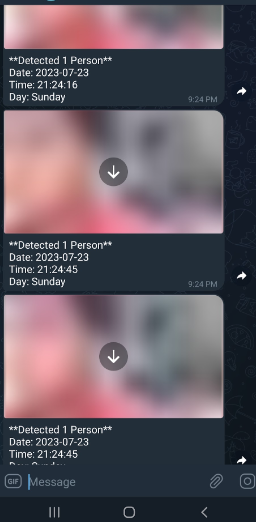 **Detected 1 Person**
Date: 2023-07-23
Time: 21:24:16
Day: Sunday
9:24 PM
**Detected 1 Person**
Date: 2023-07-23
Time: 21:24:45
Day: Sunday
9:24 PM
**Detected 1 Person**
Date: 2023-07-23
Time: 21:24:45
Day: Sunday
GIF Message